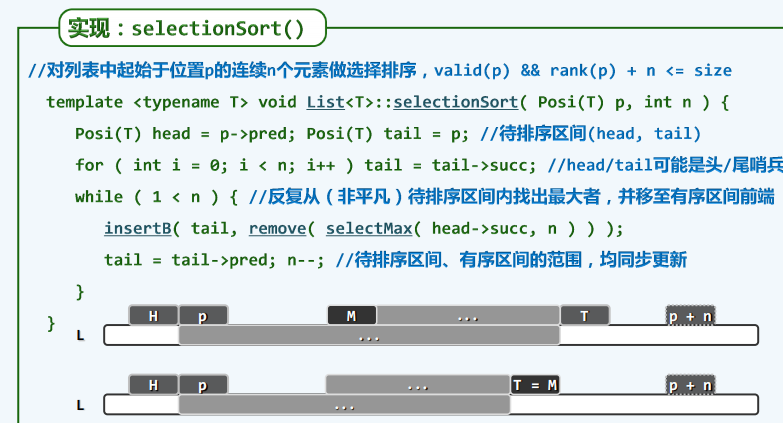 实现：selectionSort()
//对列表中起始于位置p的连续n个元素做选择排序，valid(p) && rank(p) + n <= size
template <typename T> void List<T>::selectionSort( Posi(T) p, int n ) {
Posi(T) head = p->pred; Posi(T) tail = p; //待排序区间(head, tail)
for ( int i = 0; i < n; i++ ) tail = tail->succ; //head/tail可能是头/尾哨兵
while ( 1 < n ) { //反复从（非平凡）待排序区间内找出最大者，并移至有序区间前端
insertB( tail, remove( selectMax( head->succ, n ) ) );
tail = tail->pred; n--; //待排序区间、有序区间的范围，均同步更新
}
}
H p M ... T p + n
L ...
H p ... T = M p + n
L ...